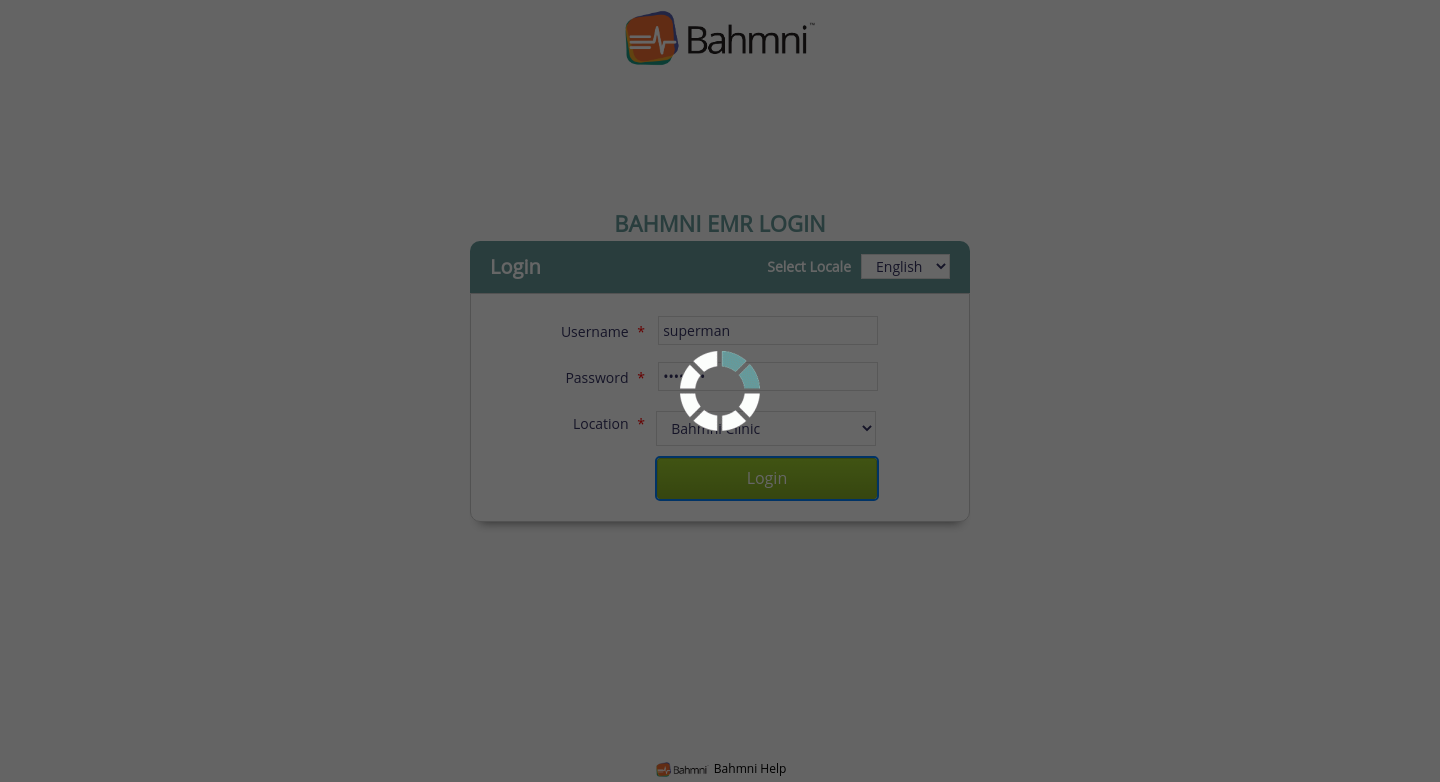 Bahmni™
BAHMNI EMR LOGIN
Login
Select Locale English
Username * superman
Password * 
Location * Bahmni Clinic
Login
Bahmni Bahmni Help